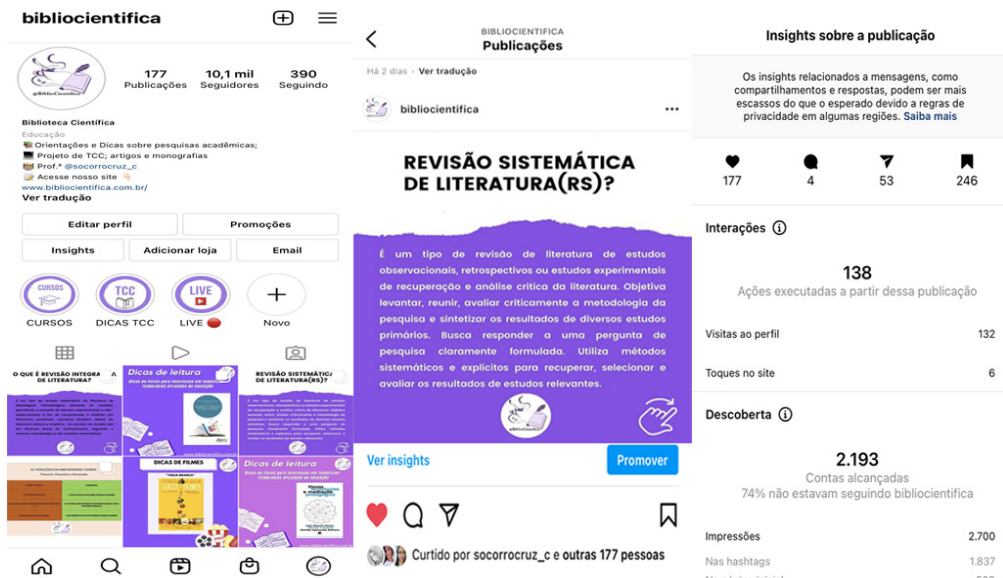 bibliocientifica
@BiblioCientifica
177
10,1 mil
390
Publicações
Seguidores
Seguindo
Biblioteca Científica
Educação
Orientações e Dicas sobre pesquisas acadêmicas;
Projeto de TCC; artigos e monografias
Prof.ª @socorrocruz_c
Acesse nosso site
www.bibliocientifica.com.br/
Ver tradução
Editar perfil
Promoções
Insights
Adicionar loja
Email
CURSOS
TCC
LIVE
CURSOS
DICAS TCC
LIVE
Novo
O QUE É REVISÃO INTEGRA
DE LITERATURA?
Dicas de leitura
REVISÃO SISTEMÁTIC
DE LITERATURA(RS)?
DICAS DE FILMES
Dicas de leitura
BIBLIOCIENTIFICA
Publicações
Há 2 dias · Ver tradução
bibliocientifica
REVISÃO SISTEMÁTICA
DE LITERATURA(RS)?
É um tipo de revisão de literatura de estudos
observacionais, retrospectivos ou estudos experimentais
de recuperação e análise crítica da literatura. Objetiva
levantar, reunir, avaliar criticamente a metodologia da
pesquisa e sintetizar os resultados de diversos estudos
primários. Busca responder a uma pergunta de
pesquisa claramente formulada. Utiliza métodos
sistemáticos e explícitos para recuperar, selecionar e
avaliar os resultados de estudos relevantes.
Ver insights
Promover
Curtido por socorrocruz_c e outras 177 pessoas
Insights sobre a publicação
Os insights relacionados a mensagens, como
compartilhamentos e respostas, podem ser mais
escassos do que o esperado devido a regras de
privacidade em algumas regiões. Saiba mais
177
4
53
246
Interações
138
Ações executadas a partir dessa publicação
Visitas ao perfil 132
Toques no site 6
Descoberta
2.193
Contas alcançadas
74% não estavam seguindo bibliocientifica
Impressões 2.700
Nas hashtags 1.837